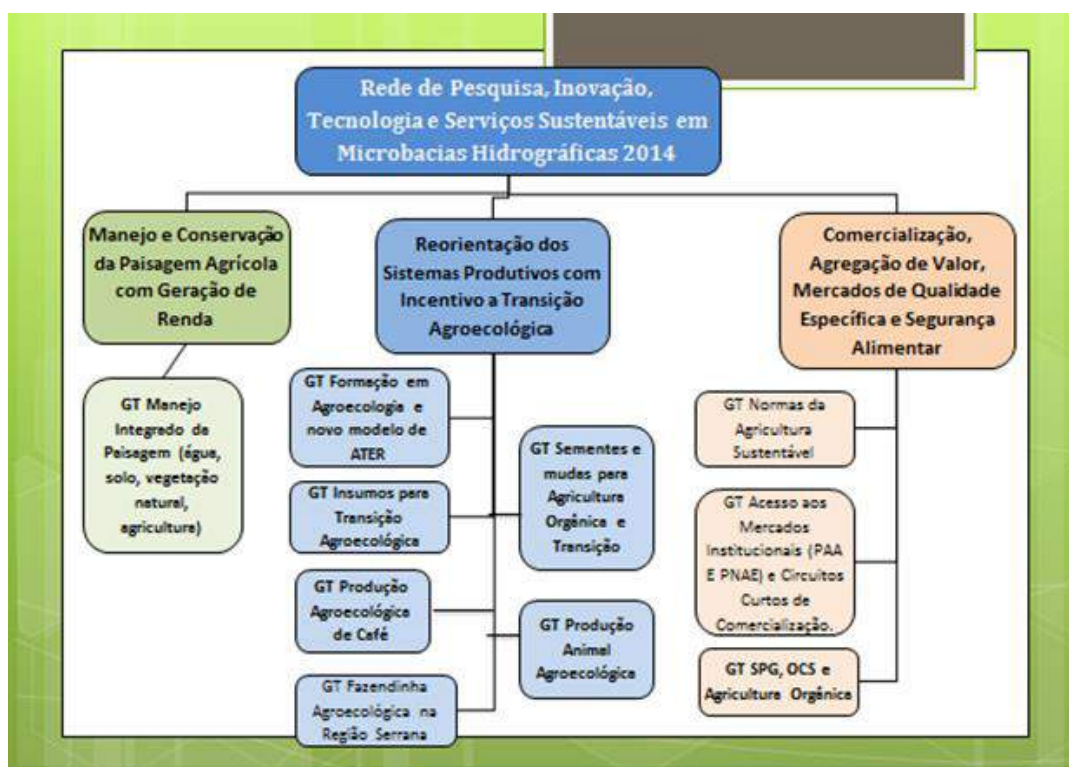 Rede de Pesquisa, Inovação,
Tecnologia e Serviços Sustentáveis em
Microbacias Hidrográficas 2014
Manejo e Conservação
da Paisagem Agrícola
com Geração de
Renda
GT Manejo
Integrado da
Paisagem (água,
solo, vegetação
natural,
agricultura)
Reorientação dos
Sistemas Produtivos com
Incentivo a Transição
Agroecológica
GT Formação em
Agroecologia e
novo modelo de
ATER
GT Insumos para
Transição
Agroecológica
GT Produção
Agroecológica
de Café
GT Fazendinha
Agroecológica na
Região Serrana
GT Sementes e
mudas para
Agricultura
Orgânica e
Transição
GT Produção
Animal
Agroecológica
Comercialização,
Agregação de Valor,
Mercados de Qualidade
Específica e Segurança
Alimentar
GT Normas da
Agricultura
Sustentável
GT Acesso aos
Mercados
Institucionais (PAA
E PNAE) e Circuitos
Curtos de
Comercialização.
GT SPG, OCS e
Agricultura Orgânica